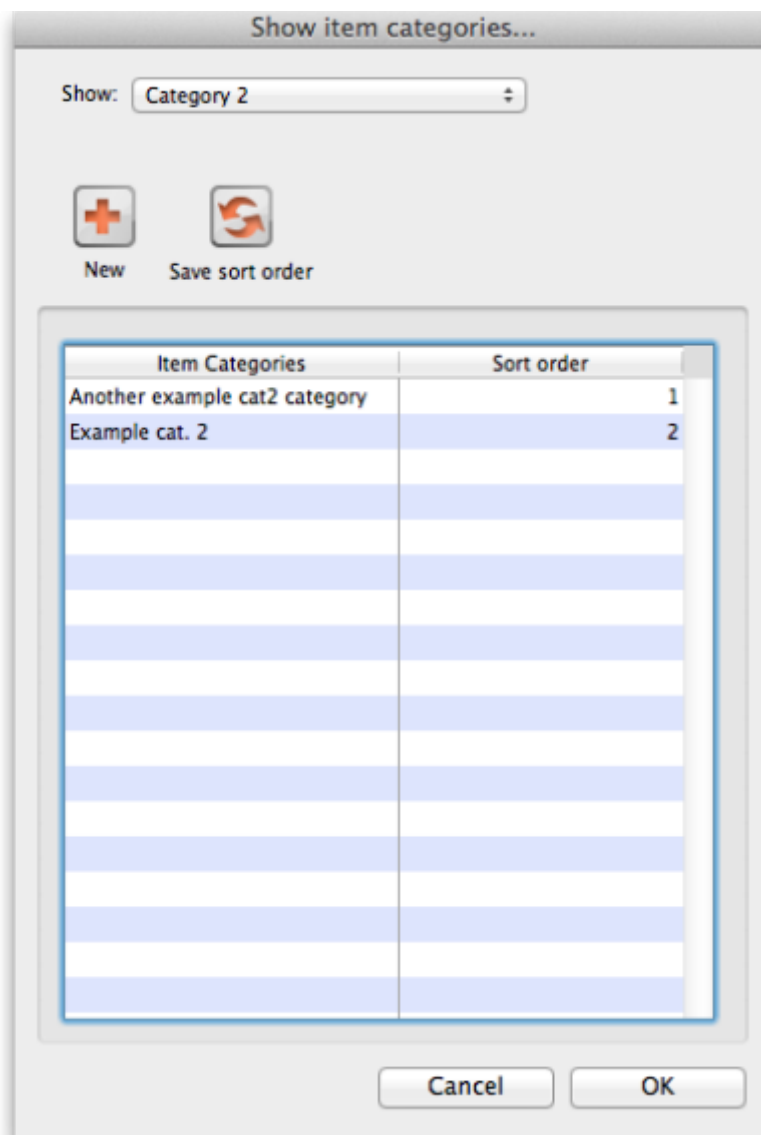 Show item categories...
Show: Category 2
New Save sort order
Item Categories Sort order
Another example cat2 category 1
Example cat. 2 2
Cancel OK